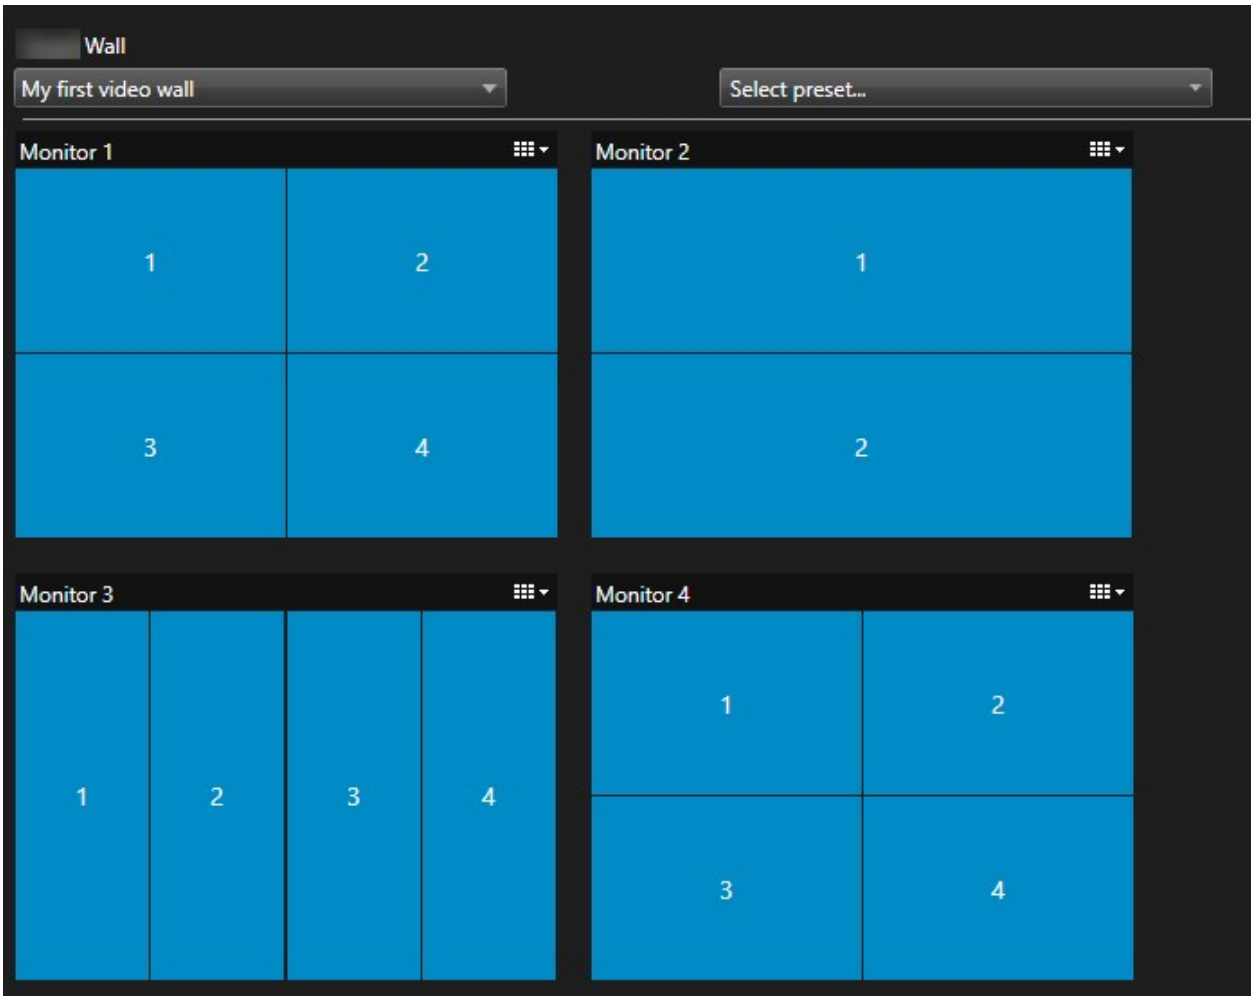 Wall
My first video wall
Select preset...
Monitor 1
1 2
3 4
Monitor 2
1
2
Monitor 3
1 2 3 4
Monitor 4
1 2
3 4